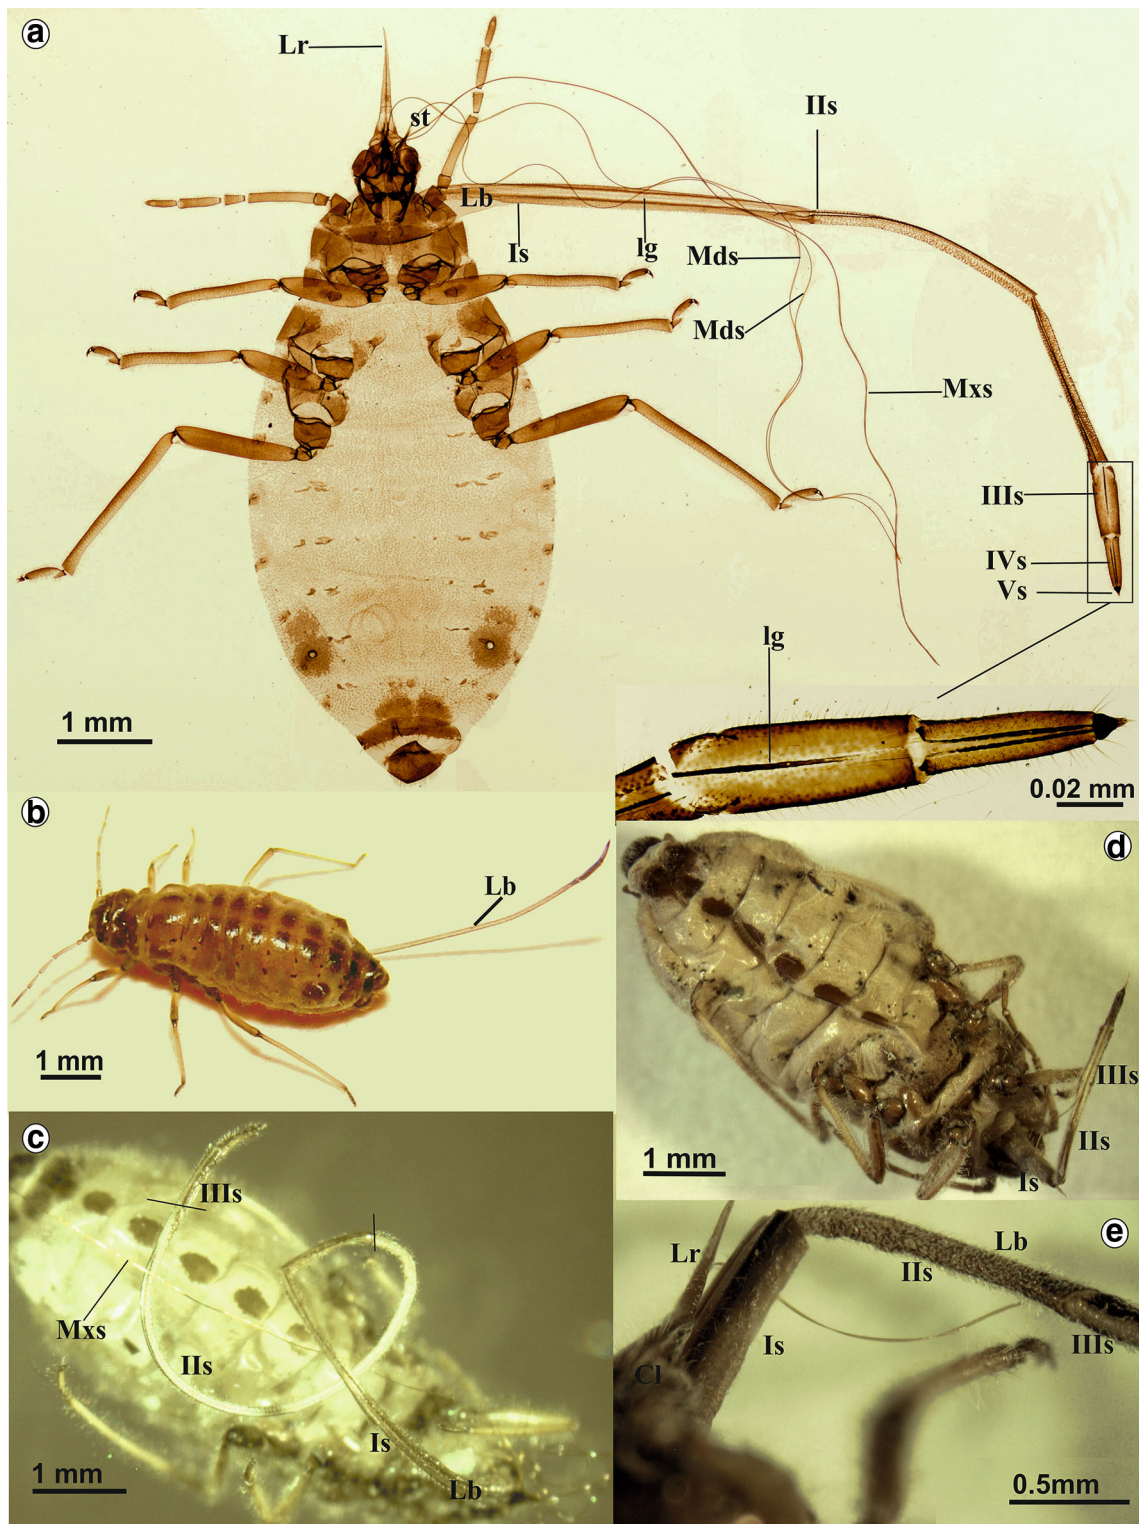 a
Lr
st
IIs
Lb
Is
lg
Mds
Mds
Mxs
IIIs
IVs
Vs
lg
1 mm
0.02 mm
b
Lb
1 mm
d
IIIs
IIs
Is
1 mm
c
IIIs
Mxs
IIs
Is
Lb
1 mm
e
Lr
Lb
IIs
Is
IIIs
Cl
0.5mm